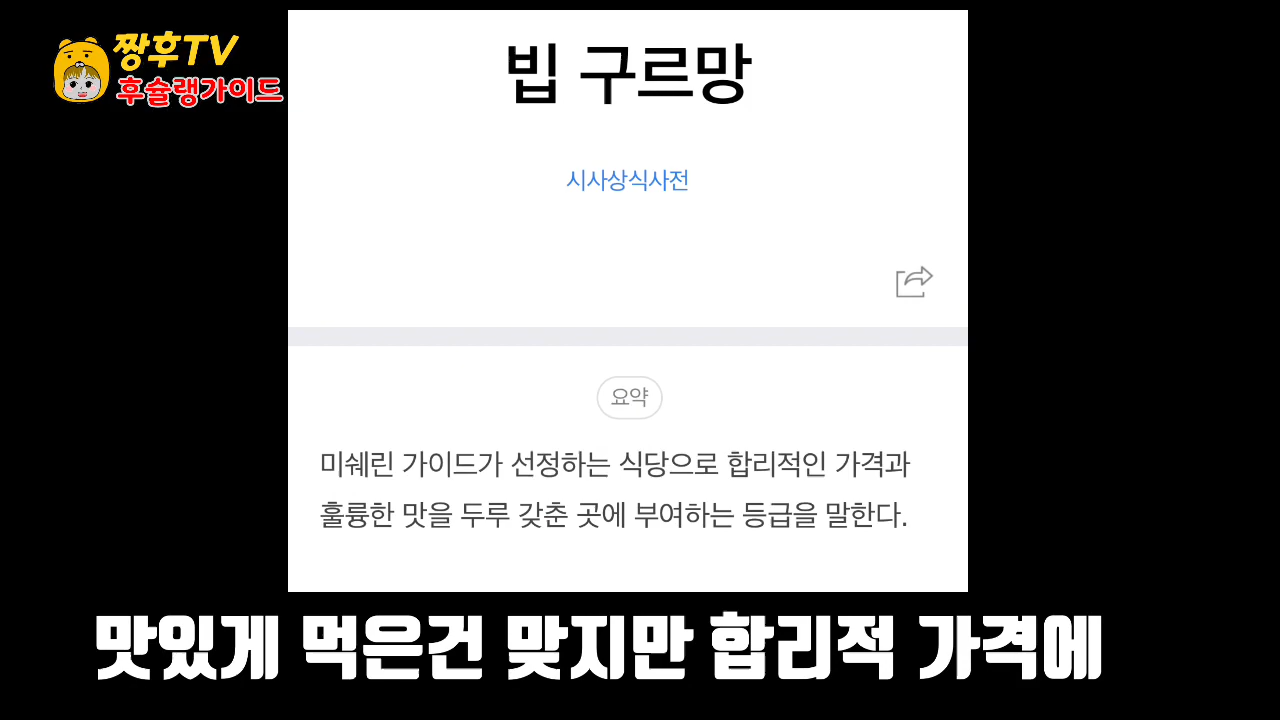 짱후TV
후슐랭가이드
빕 구르망
시사상식사전
요약
미쉐린 가이드가 선정하는 식당으로 합리적인 가격과
훌륭한 맛을 두루 갖춘 곳에 부여하는 등급을 말한다.
맛있게 먹은건 맞지만 합리적 가격에